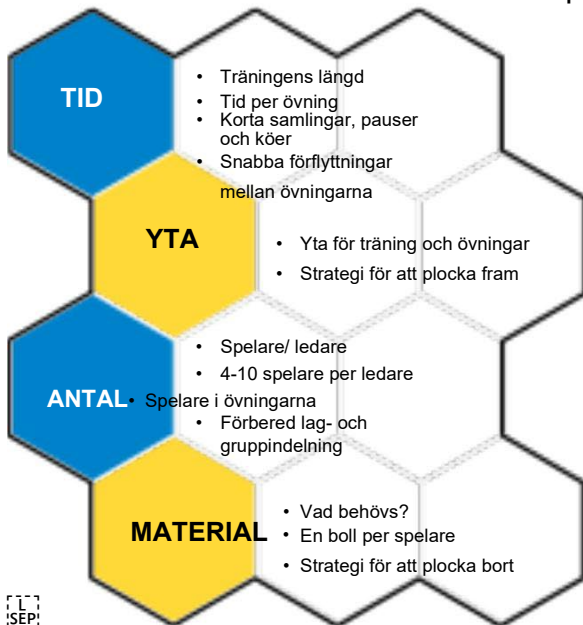 TID
• Träningens längd
• Tid per övning
• Korta samlingar, pauser
och köer
• Snabba förflyttningar
mellan övningarna
YTA
• Yta för träning och övningar
• Strategi för att plocka fram
ANTAL
• Spelare/ ledare
• 4-10 spelare per ledare
• Spelare i övningarna
• Förbered lag- och
gruppindelning
MATERIAL
• Vad behövs?
• En boll per spelare
• Strategi för att plocka bort
L
SEP